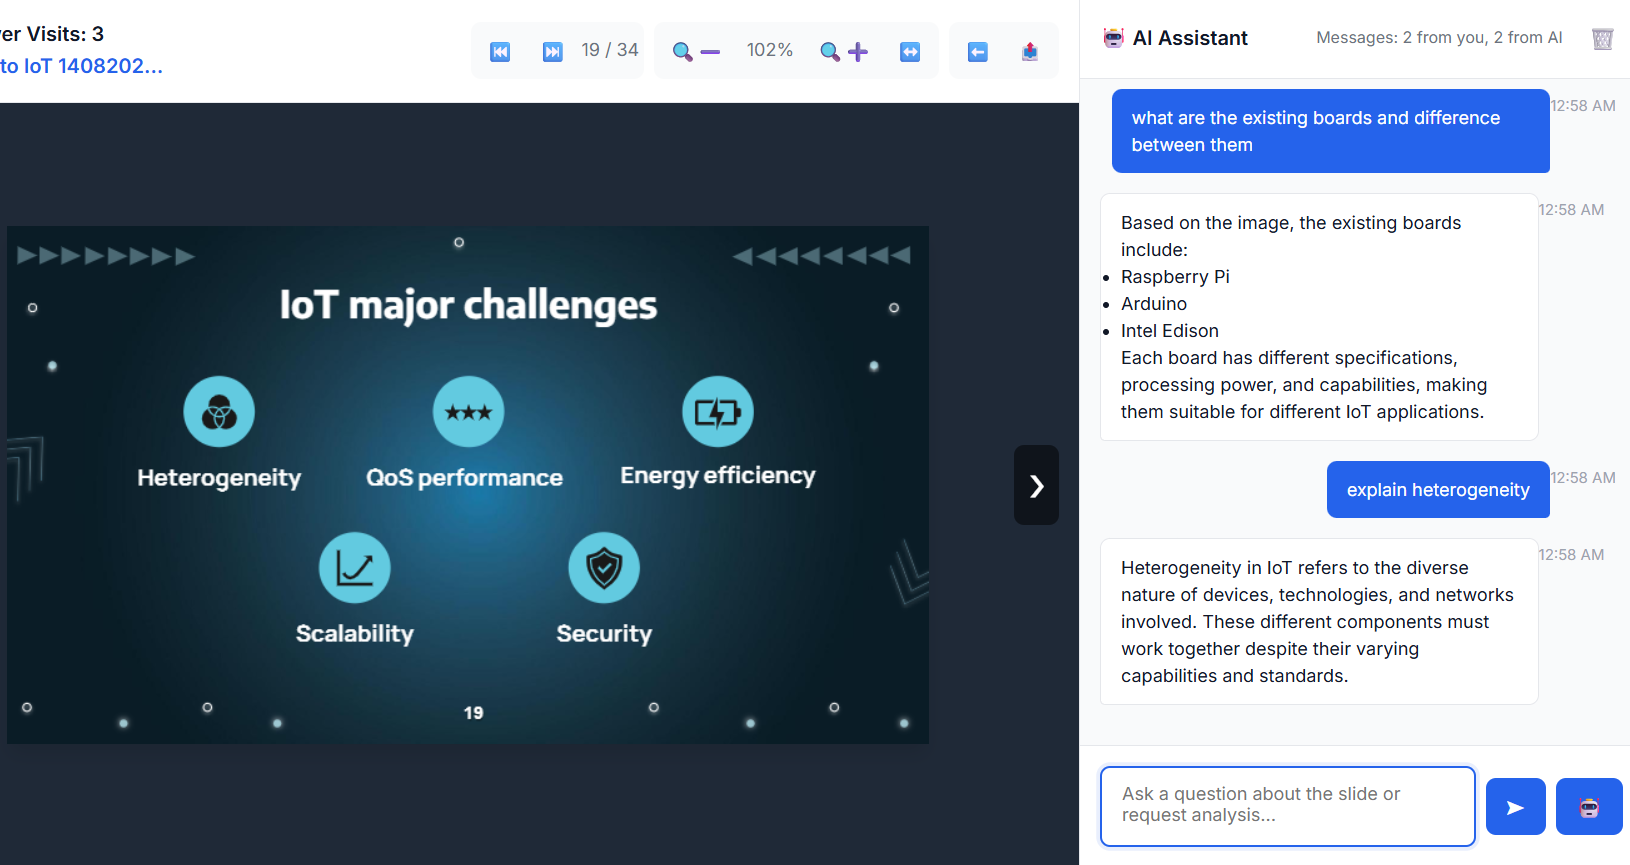 er Visits: 3
to IoT 1408202...
19 / 34
102%
IoT major challenges
Heterogeneity
QoS performance
Energy efficiency
Scalability
Security
19
AI Assistant
Messages: 2 from you, 2 from AI
what are the existing boards and difference
between them
12:58 AM
Based on the image, the existing boards
include:
• Raspberry Pi
• Arduino
• Intel Edison
Each board has different specifications,
processing power, and capabilities, making
them suitable for different IoT applications.
12:58 AM
explain heterogeneity
12:58 AM
Heterogeneity in IoT refers to the diverse
nature of devices, technologies, and networks
involved. These different components must
work together despite their varying
capabilities and standards.
12:58 AM
Ask a question about the slide or
request analysis...